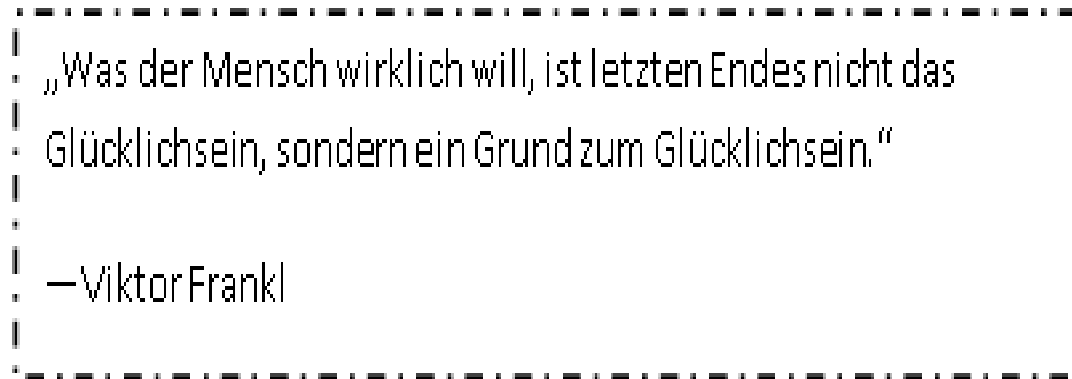 „Was der Mensch wirklich will, ist letzten Endes nicht das
Glücklichsein, sondern ein Grund zum Glücklichsein.“
—Viktor Frankl